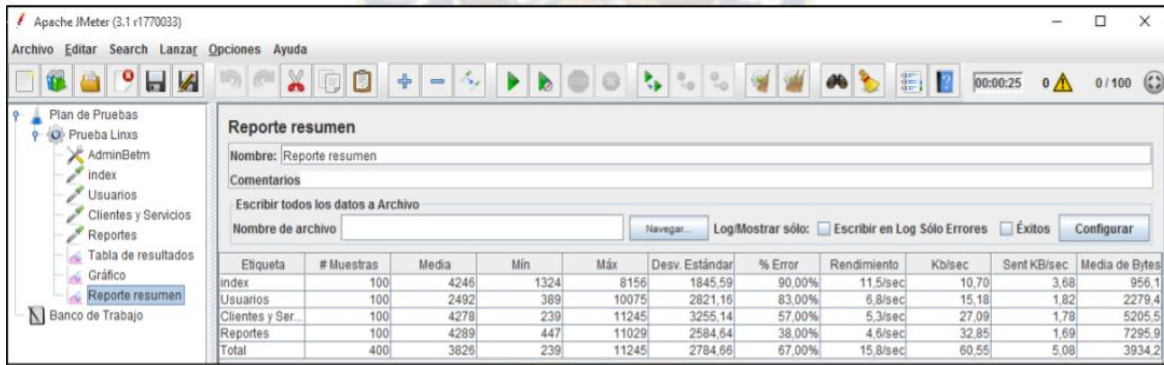 Apache JMeter (3.1 r1770033)
Archivo Editar Search Lanzar Opciones Ayuda
00:00:25 0 0 / 100
Plan de Pruebas
Prueba Linxs
AdminBetm
index
Usuarios
Clientes y Servicios
Reportes
Tabla de resultados
Gráfico
Reporte resumen
Banco de Trabajo
Reporte resumen
Nombre: Reporte resumen
Comentarios
Escribir todos los datos a Archivo
Nombre de archivo Navegar... Log/Mostrar sólo: Escribir en Log Sólo Errores Éxitos Configurar
Etiqueta # Muestras Media Mín Máx Desv. Estándar % Error Rendimiento Kb/sec Sent KB/sec Media de Bytes
index 100 4246 1324 8156 1845,59 90,00% 11,5/sec 10,70 3,68 956,1
Usuarios 100 2492 389 10075 2821,16 83,00% 6,8/sec 15,18 1,82 2279,4
Clientes y Ser... 100 4278 239 11245 3255,14 57,00% 5,3/sec 27,09 1,78 5205,5
Reportes 100 4289 447 11029 2584,64 38,00% 4,6/sec 32,85 1,69 7295,9
Total 400 3826 239 11245 2784,66 67,00% 15,8/sec 60,55 5,08 3934,2